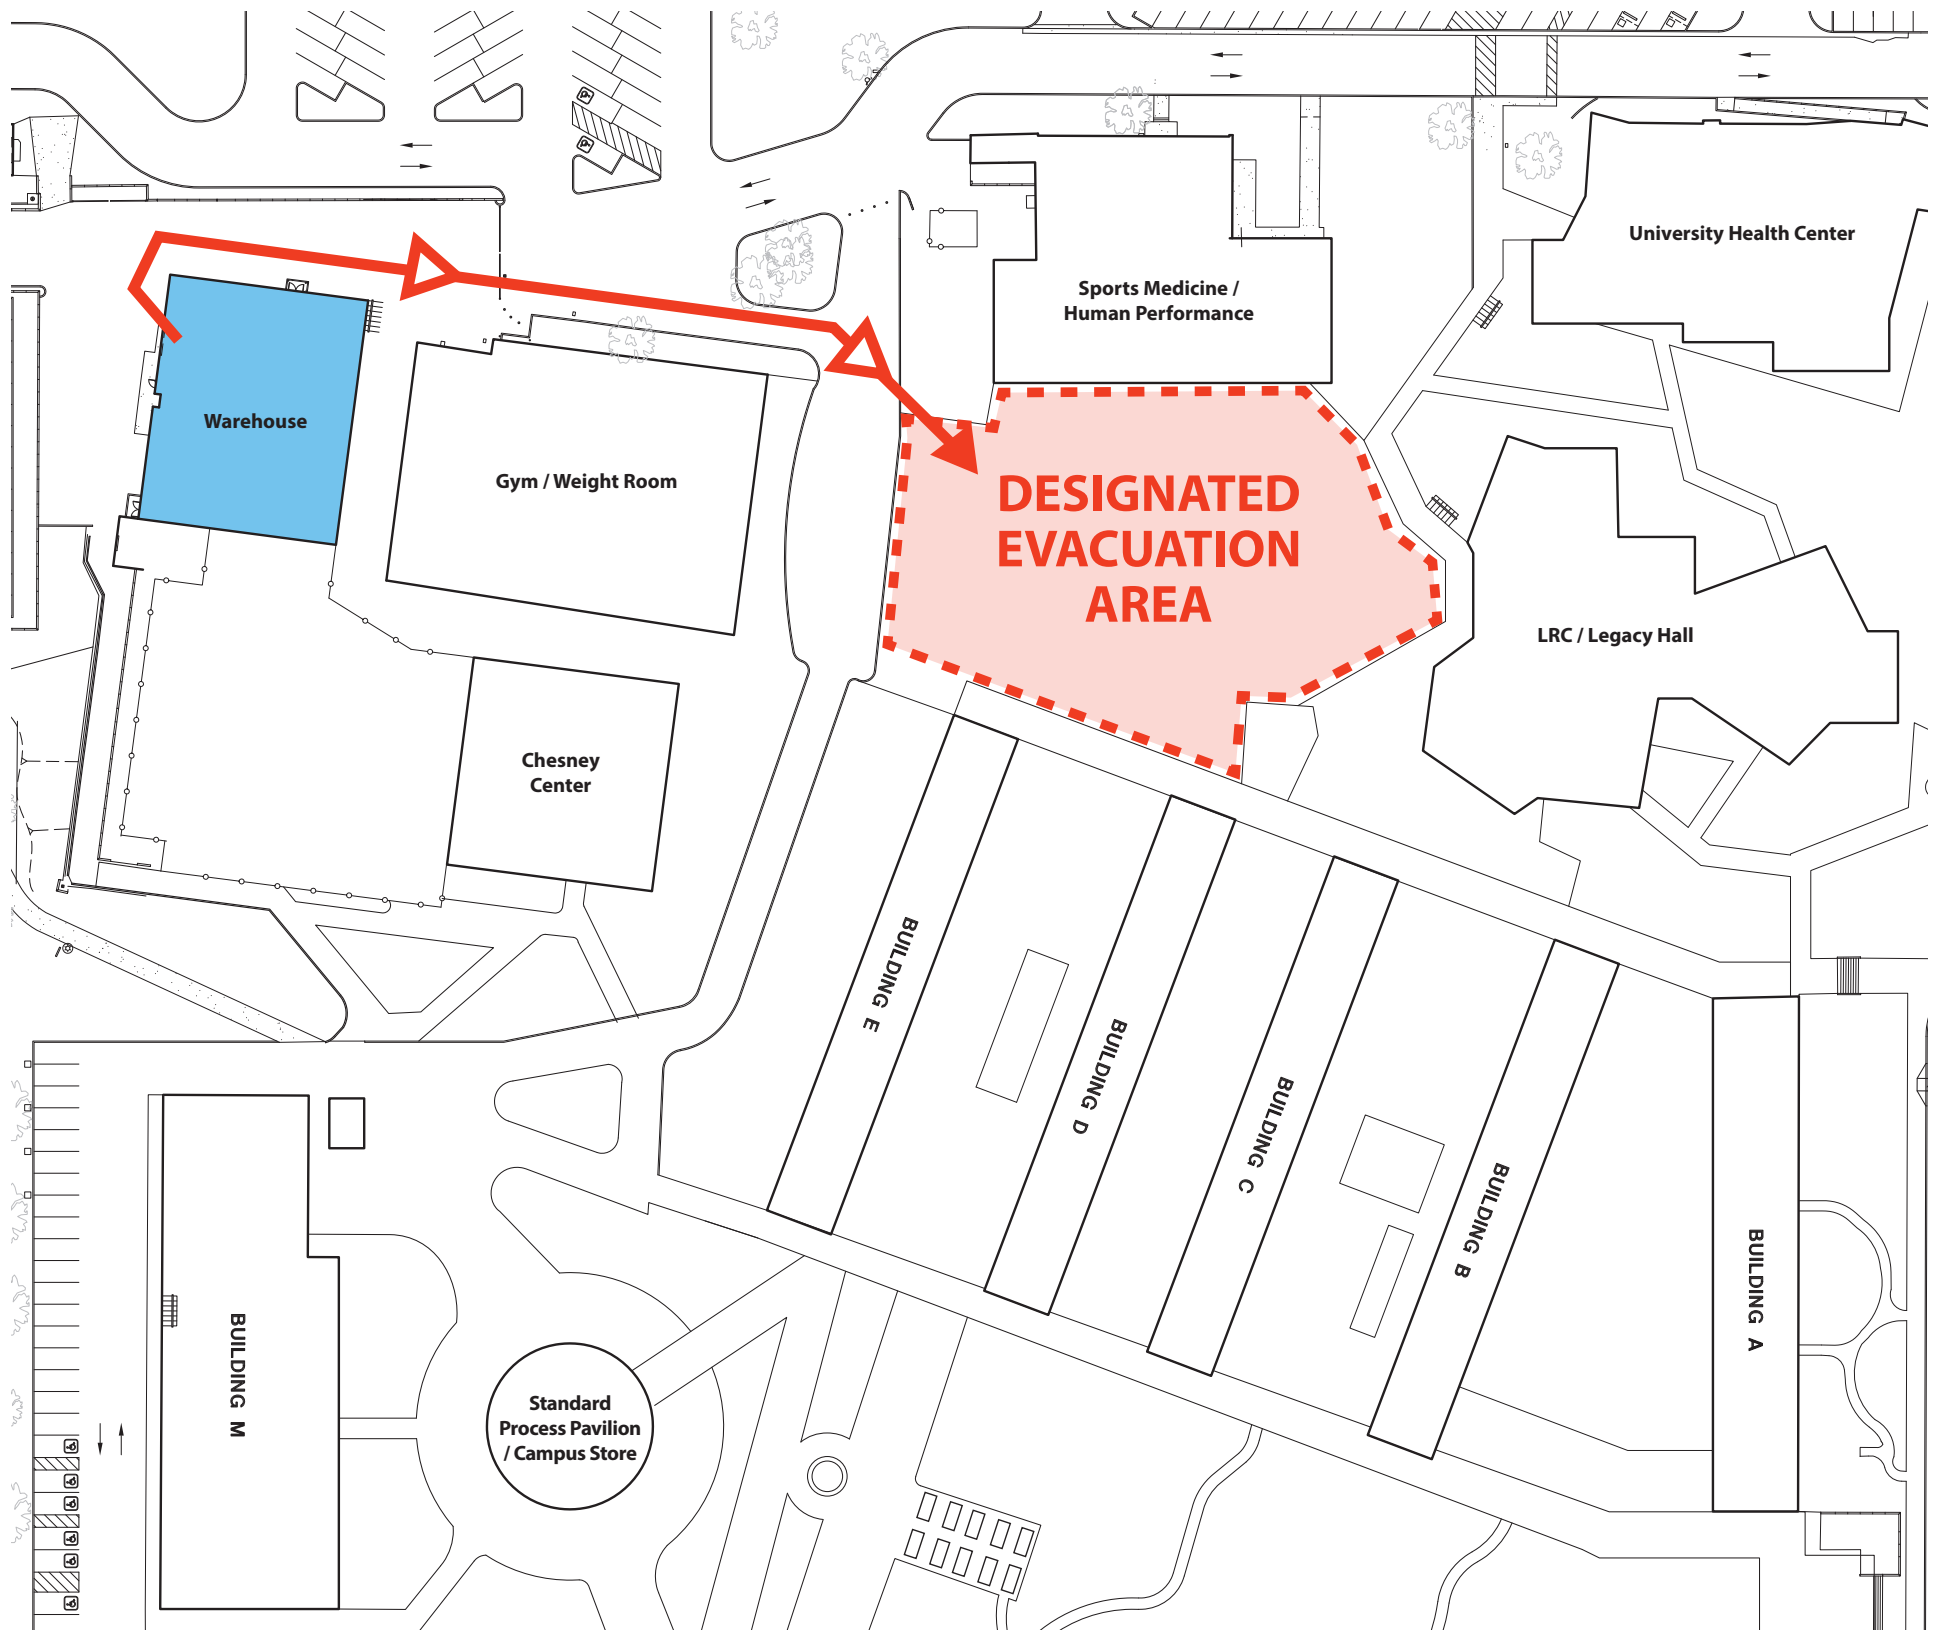 University Health Center
Sports Medicine /
Human Performance
Warehouse
Gym / Weight Room
DESIGNATED
EVACUATION
AREA
LRC / Legacy Hall
Chesney
Center
BUILDING E
BUILDING D
BUILDING C
BUILDING B
BUILDING A
BUILDING M
Standard
Process Pavilion
/ Campus Store